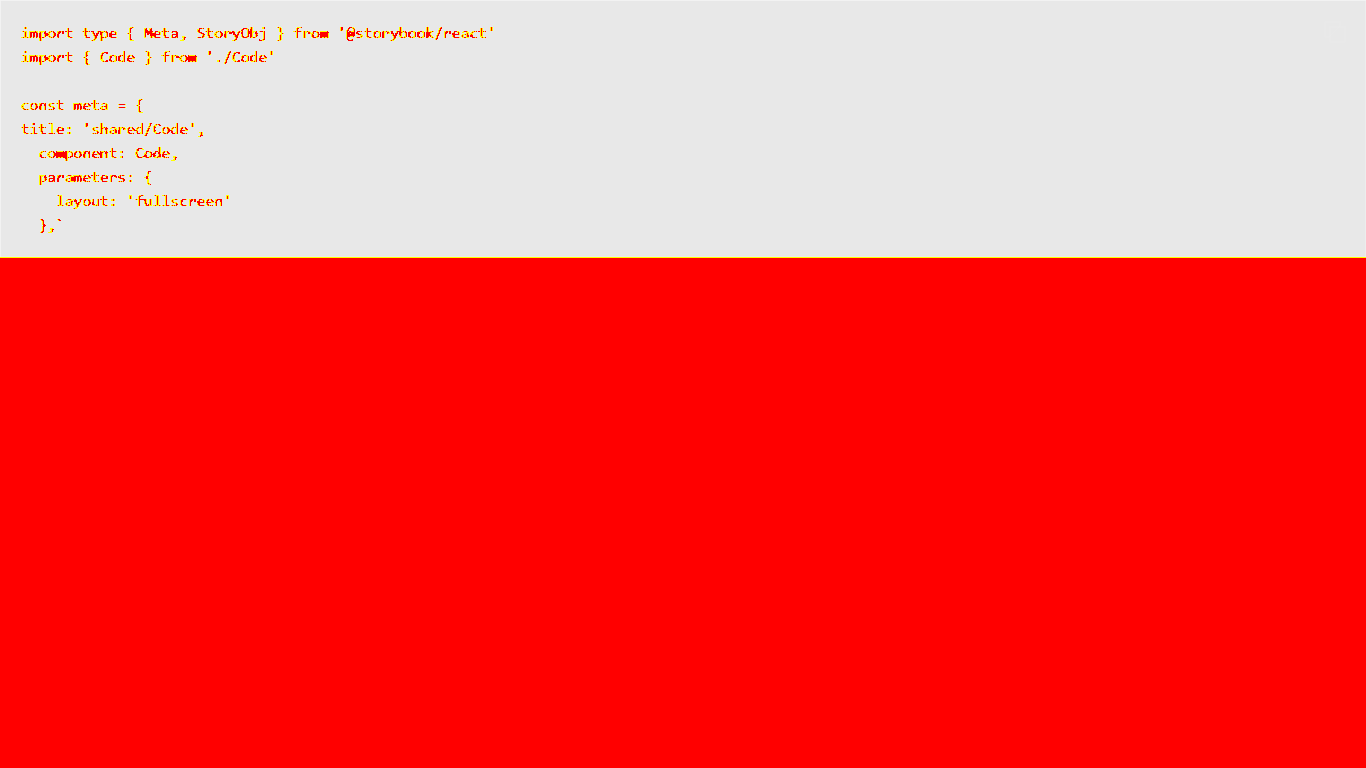 import type { Meta, StoryObj } from '@storybook/react'
import { Code } from './Code'

const meta = {
title: 'shared/Code',
  component: Code,
  parameters: {
    layout: 'fullscreen'
  },`